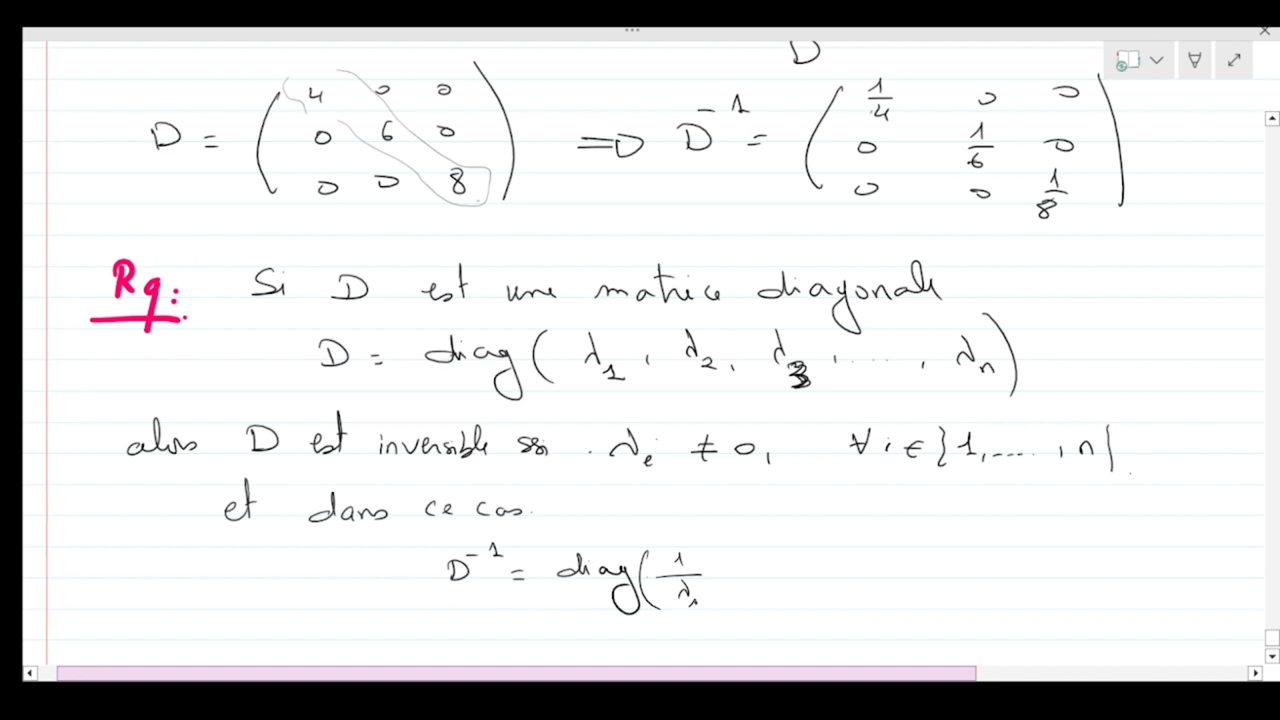 D
D = ( 4 0 0 ⟹ D⁻¹ = ( 1/4 0 0
0 6 0 0 1/6 0
0 0 8 ) 0 0 1/8 )
Rq: Si D est une matrice diagonale
D = diag( λ₁, λ₂, λ₃, ...., λₙ)
alors D est inversible ssi λᵢ ≠ 0, ∀ i ∈ {1, ...., n}.
et dans ce cas.
D⁻¹ = diag( 1/λ₁